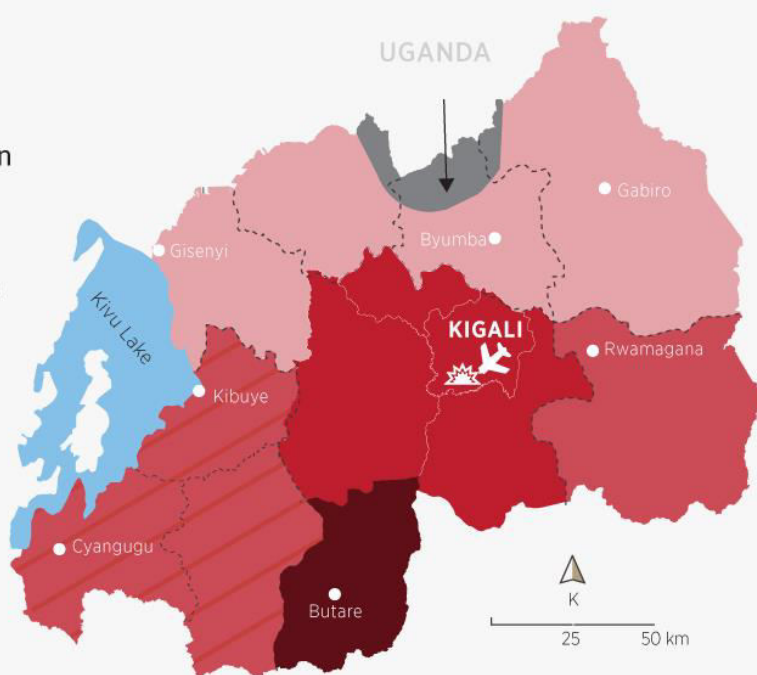 UGANDA
n
Gabiro
Byumba
Gisenyi
Kivu Lake
KIGALI
Rwamagana
Kibuye
Cyangugu
K
Butare
25
50 km